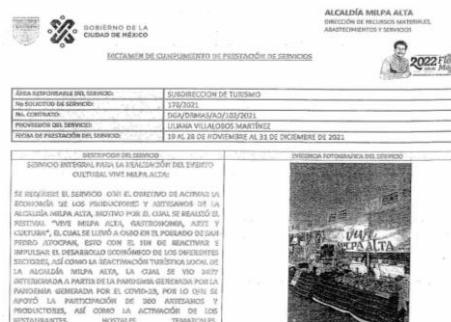 GOBIERNO DE LA
CIUDAD DE MÉXICO
ALCALDÍA MILPA ALTA
DIRECCIÓN DE RECURSOS MATERIALES,
ABASTECIMIENTOS Y SERVICIOS
DICTAMEN DE CUMPLIMIENTO DE PRESTACIÓN DE SERVICIOS
2022
ÁREA RESPONSABLE DEL SERVICIO: SUBDIRECCIÓN DE TURISMO
No SOLICITUD DE SERVICIO: 170/2021
No. CONTRATO: DGA/DRMAS/AD/102/2021
PROVEEDOR DEL SERVICIO: LILIANA VILLALOBOS MARTÍNEZ
FECHA DE PRESTACIÓN DEL SERVICIO: 19 AL 28 DE NOVIEMBRE AL 31 DE DICIEMBRE DE 2021
DESCRIPCIÓN DEL SERVICIO
EVIDENCIA FOTOGRÁFICA DEL SERVICIO
SERVICIO INTEGRAL PARA LA REALIZACIÓN DEL EVENTO
CULTURAL VIVE MILPA ALTA:
SE REQUIERE EL SERVICIO CON EL OBJETIVO DE ACTIVAR LA
ECONOMÍA DE LOS PRODUCTORES Y ARTESANOS DE LA
ALCALDÍA MILPA ALTA, MOTIVO POR EL CUAL SE REALIZÓ EL
FESTIVAL "VIVE MILPA ALTA, GASTRONOMÍA, ARTE Y
CULTURA", EL CUAL SE LLEVÓ A CABO EN EL POBLADO DE SAN
PEDRO ATOCPAN, ESTO CON EL FIN DE REACTIVAR E
IMPULSAR EL DESARROLLO ECONÓMICO DE LOS DIFERENTES
SECTORES, ASÍ COMO LA REACTIVACIÓN TURÍSTICA LOCAL DE
LA ALCALDÍA MILPA ALTA, LA CUAL SE VIO
DETERIORADA A PARTIR DE LA PANDEMIA GENERADA POR LA
PANDEMIA GENERADA POR EL COVID-19, POR LO QUE SE
APOYÓ LA PARTICIPACIÓN DE 200 ARTESANOS Y
PRODUCTORES, ASÍ COMO LA ACTIVACIÓN DE LOS
RESTAURANTES, HOSTALES, TEMAZCALES,
VIVE
MILPA ALTA